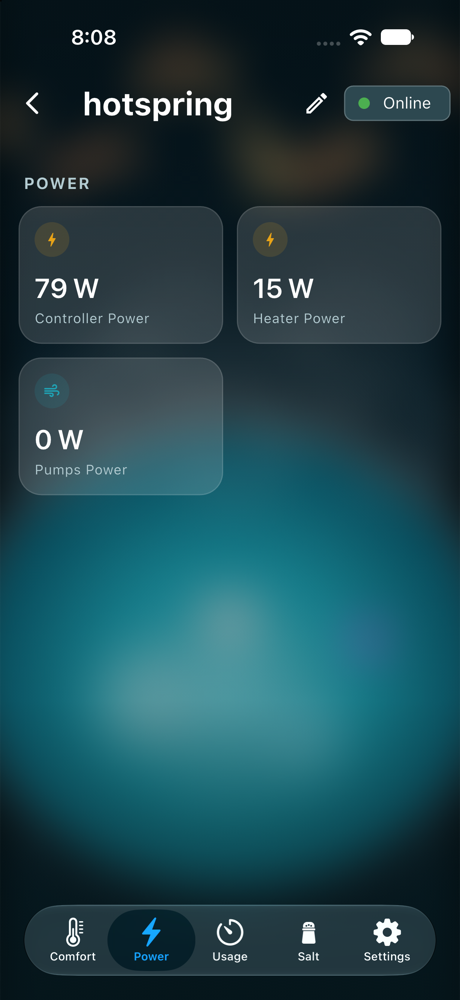 8:08
hotspring
Online
POWER
79 W
Controller Power
15 W
Heater Power
0 W
Pumps Power
Comfort
Power
Usage
Salt
Settings